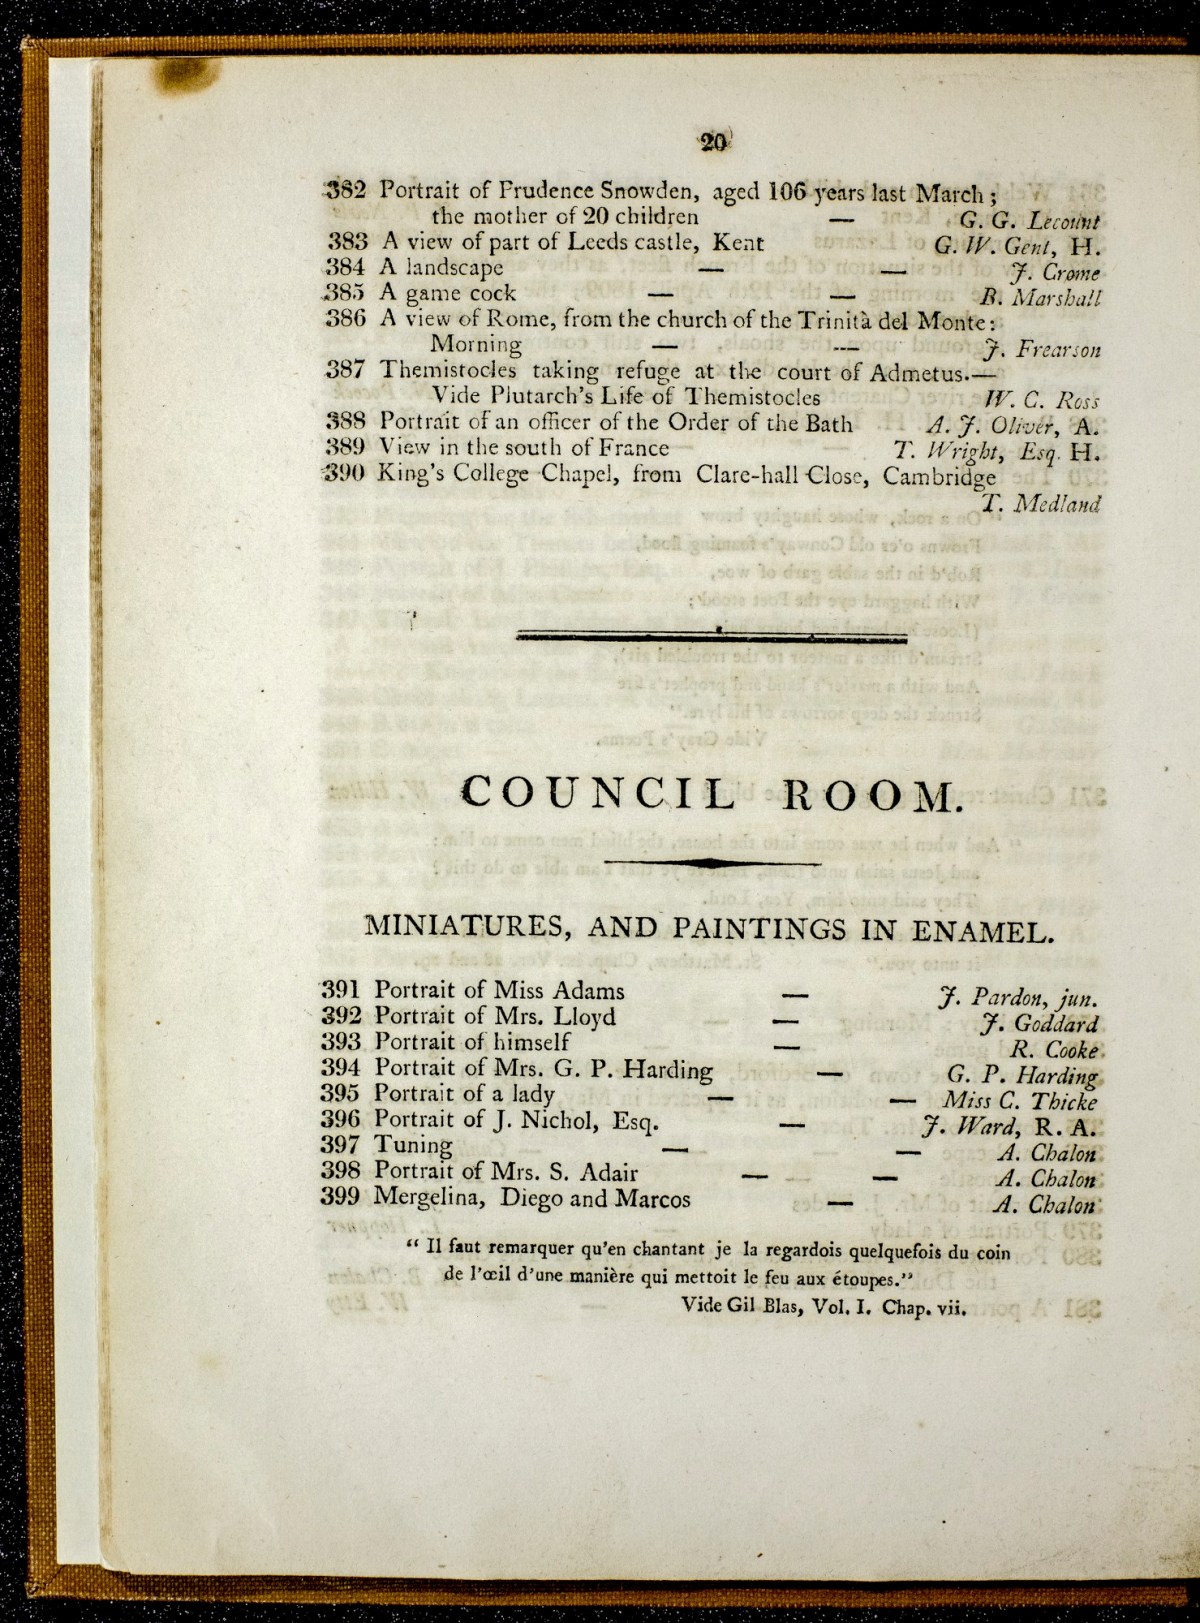 20
382 Portrait of Prudence Snowden, aged 106 years last March;
the mother of 20 children — G. G. Lecount
383 A view of part of Leeds castle, Kent G. W. Gent, H.
384 A landscape — — J. Crome
385 A game cock — — B. Marshall
386 A view of Rome, from the church of the Trinità del Monte:
Morning — — J. Frearson
387 Themistocles taking refuge at the court of Admetus.—
Vide Plutarch's Life of Themistocles W. C. Ross
388 Portrait of an officer of the Order of the Bath A. J. Oliver, A.
389 View in the south of France T. Wright, Esq. H.
390 King's College Chapel, from Clare-hall Close, Cambridge
T. Medland
COUNCIL ROOM.
MINIATURES, AND PAINTINGS IN ENAMEL.
391 Portrait of Miss Adams — J. Pardon, jun.
392 Portrait of Mrs. Lloyd — J. Goddard
393 Portrait of himself — R. Cooke
394 Portrait of Mrs. G. P. Harding — G. P. Harding
395 Portrait of a lady — — Miss C. Thicke
396 Portrait of J. Nichol, Esq. — J. Ward, R. A.
397 Tuning — — A. Chalon
398 Portrait of Mrs. S. Adair — — A. Chalon
399 Mergelina, Diego and Marcos — A. Chalon
“ Il faut remarquer qu'en chantant je la regardois quelquefois du coin
de l'œil d'une manière qui mettoit le feu aux étoupes.”
Vide Gil Blas, Vol. I. Chap. vii.